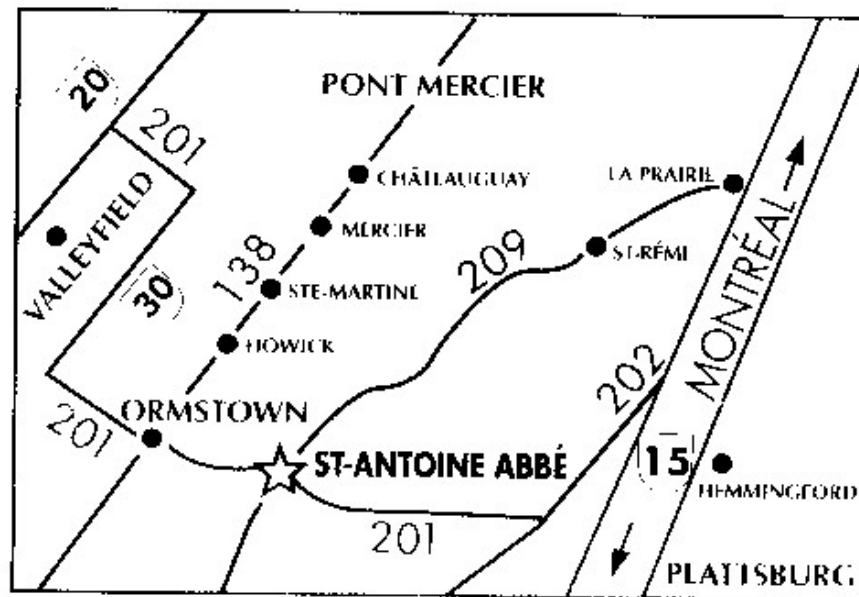 20
201
PONT MERCIER
CHÂTLAUGUAY
LA PRAIRIE
MERCIER
VALLEYFIELD
209
ST-RÉMI
138
30
STE-MARTINE
MONTRÉAL
HOWICK
202
ORMSTOWN
201
ST-ANTOINE ABBÉ
15
HEMMINGFORD
201
PLATTSBURG